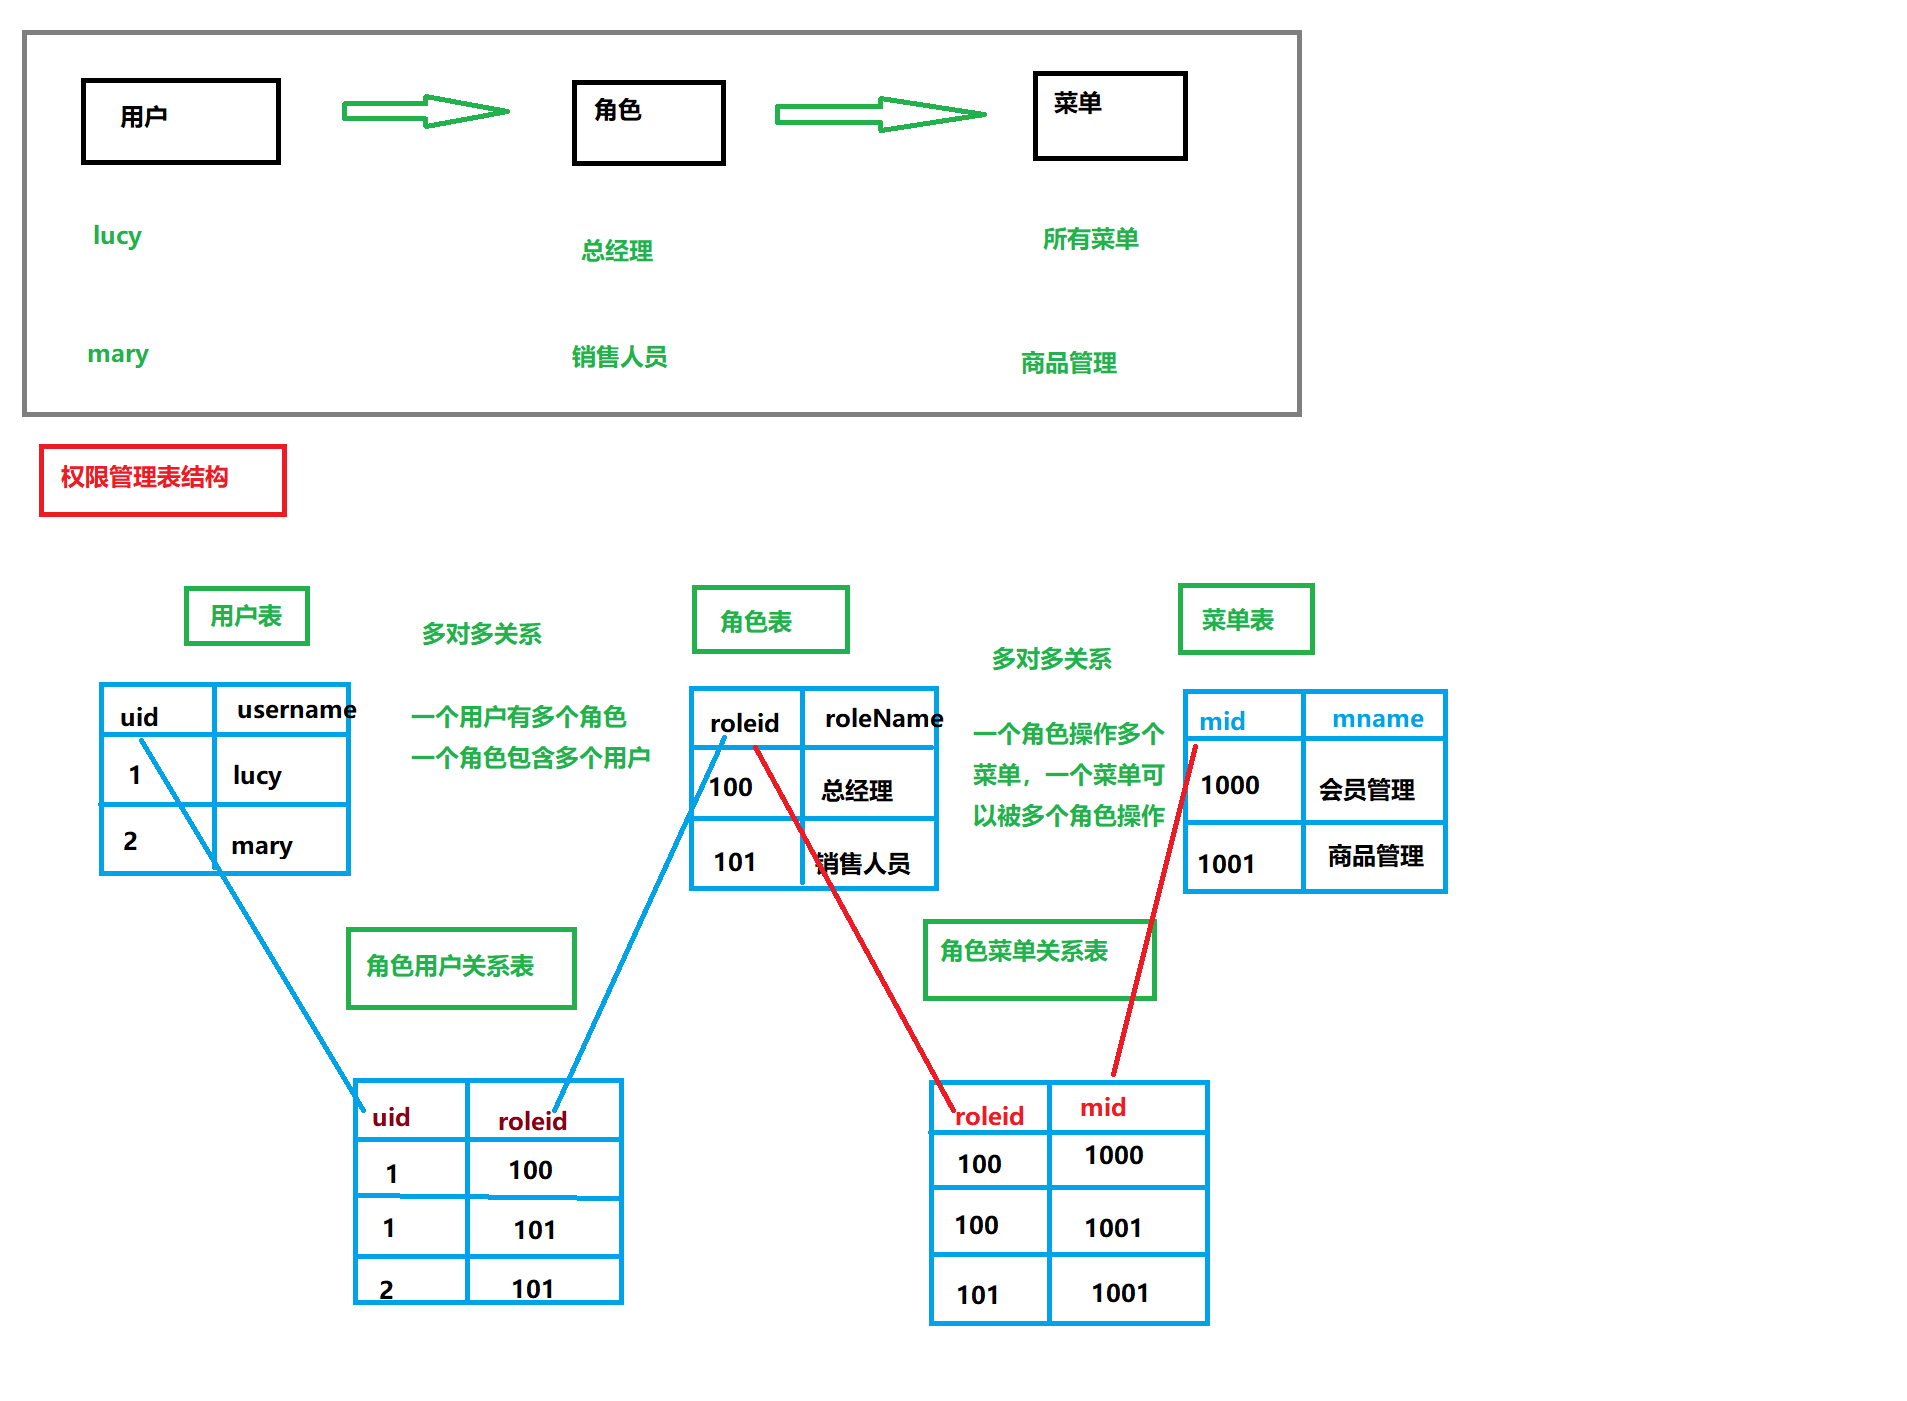 用户
角色
菜单
lucy
总经理
所有菜单
mary
销售人员
商品管理
权限管理表结构
用户表
多对多关系
一个用户有多个角色
一个角色包含多个用户
角色表
多对多关系
一个角色操作多个
菜单，一个菜单可
以被多个角色操作
菜单表
uid username
1 lucy
2 mary
roleid roleName
100 总经理
101 销售人员
mid mname
1000 会员管理
1001 商品管理
角色用户关系表
角色菜单关系表
uid roleid
1 100
1 101
2 101
roleid mid
100 1000
100 1001
101 1001